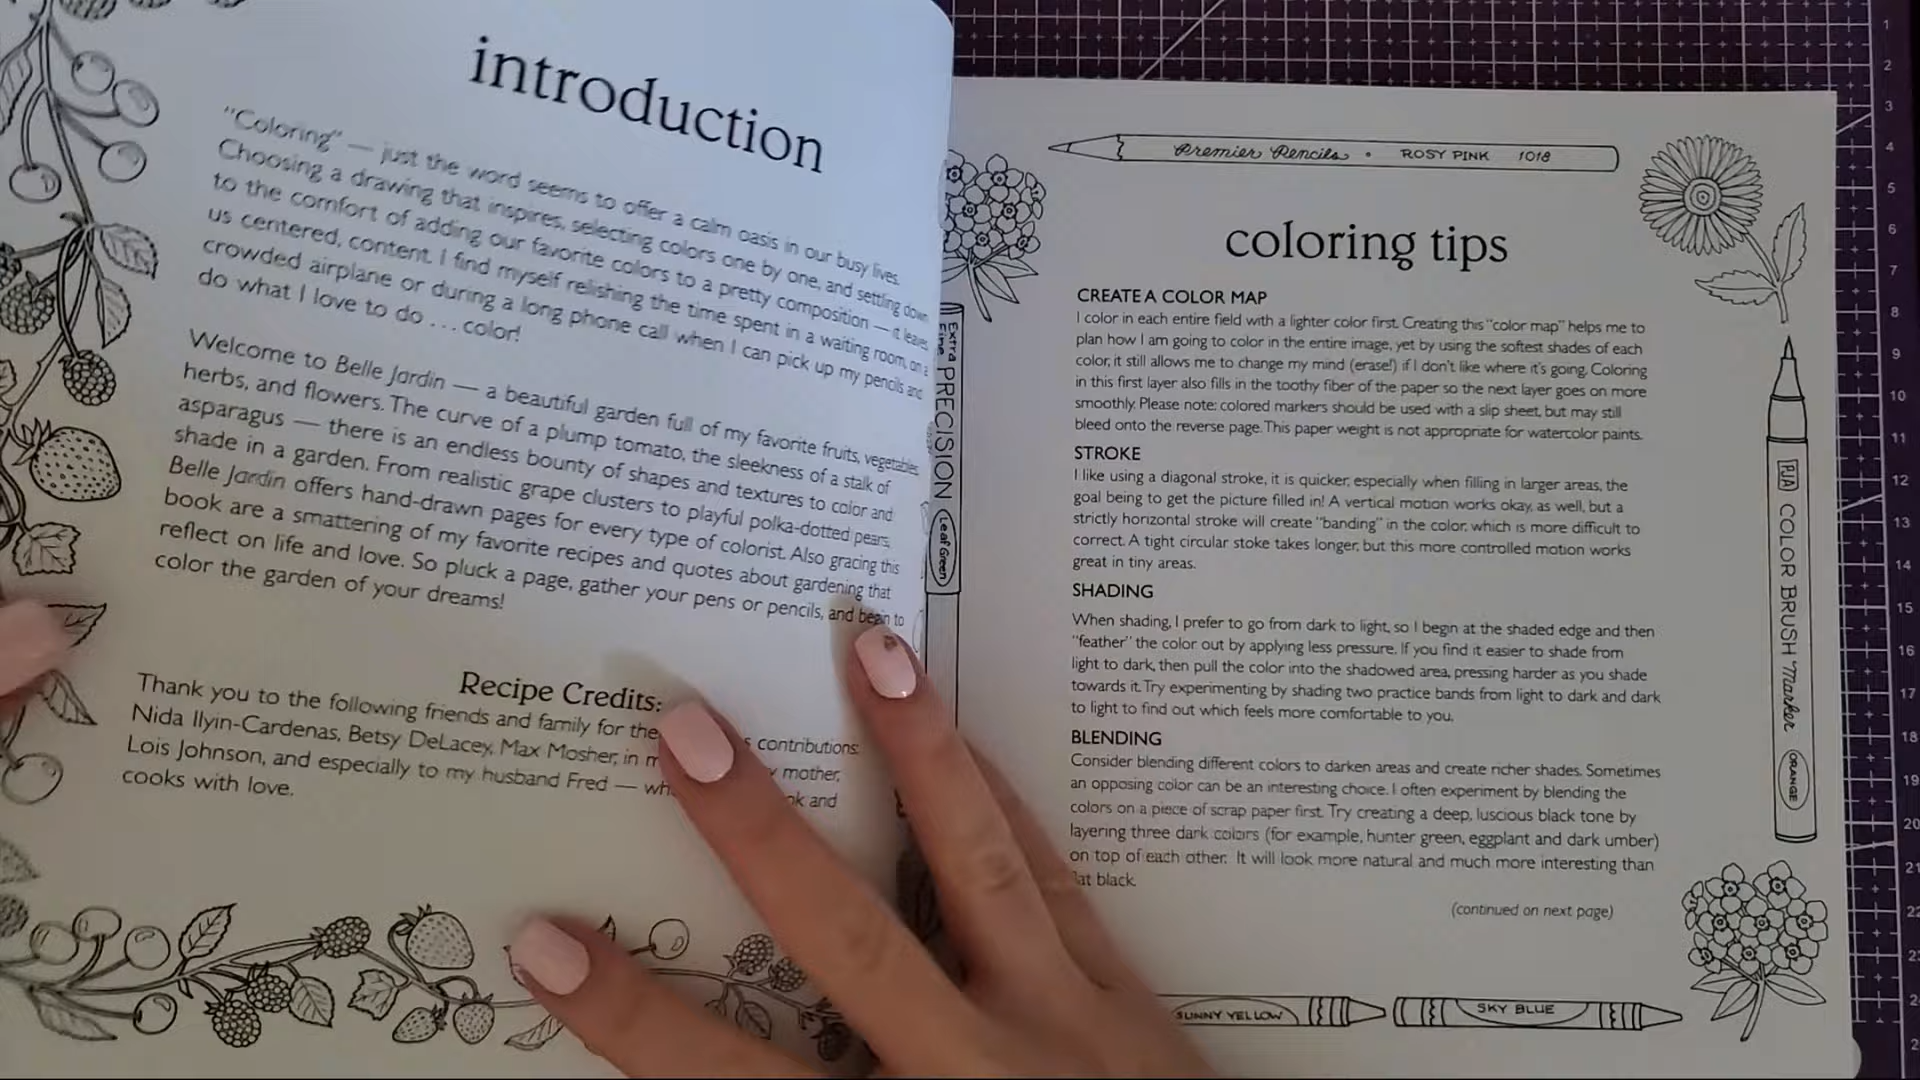 introduction
"Coloring" — just the word seems to offer a calm oasis in our busy lives.
Choosing a drawing that inspires, selecting colors one by one, and settling down
to the comfort of adding our favorite colors to a pretty composition — it leaves
us centered, content. I find myself relishing the time spent in a waiting room, on a
crowded airplane or during a long phone call when I can pick up my pencils and
do what I love to do . . . color!
Welcome to Belle Jardin — a beautiful garden full of my favorite fruits, vegetables
herbs, and flowers. The curve of a plump tomato, the sleekness of a stalk of
asparagus — there is an endless bounty of shapes and textures to color and
shade in a garden. From realistic grape clusters to playful polka-dotted pears,
Belle Jardin offers hand-drawn pages for every type of colorist. Also gracing this
book are a smattering of my favorite recipes and quotes about gardening that
reflect on life and love. So pluck a page, gather your pens or pencils, and begin to
color the garden of your dreams!
Recipe Credits:
Thank you to the following friends and family for the contributions:
Nida Ilyin-Cardenas, Betsy DeLacey, Max Mosher, in mother,
Lois Johnson, and especially to my husband Fred — and
cooks with love.
Extra Fine PRECISION Leaf Green
Premier Pencils • ROSY PINK 1018
coloring tips
CREATE A COLOR MAP
I color in each entire field with a lighter color first. Creating this "color map" helps me to
plan how I am going to color in the entire image, yet by using the softest shades of each
color, it still allows me to change my mind (erase!) if I don't like where it's going. Coloring
in this first layer also fills in the toothy fiber of the paper so the next layer goes on more
smoothly. Please note: colored markers should be used with a slip sheet, but may still
bleed onto the reverse page. This paper weight is not appropriate for watercolor paints.
STROKE
I like using a diagonal stroke, it is quicker, especially when filling in larger areas, the
goal being to get the picture filled in! A vertical motion works okay, as well, but a
strictly horizontal stroke will create "banding" in the color, which is more difficult to
correct. A tight circular stoke takes longer, but this more controlled motion works
great in tiny areas.
SHADING
When shading, I prefer to go from dark to light, so I begin at the shaded edge and then
"feather" the color out by applying less pressure. If you find it easier to shade from
light to dark, then pull the color into the shadowed area, pressing harder as you shade
towards it. Try experimenting by shading two practice bands from light to dark and dark
to light to find out which feels more comfortable to you.
BLENDING
Consider blending different colors to darken areas and create richer shades. Sometimes
an opposing color can be an interesting choice. I often experiment by blending the
colors on a piece of scrap paper first. Try creating a deep, luscious black tone by
layering three dark colors (for example, hunter green, eggplant and dark umber)
on top of each other. It will look more natural and much more interesting than
black.
(continued on next page)
PJA COLOR BRUSH Marker ORANGE
SUNNY YELLOW
SKY BLUE
1
2
3
4
5
6
7
8
9
10
11
12
13
14
15
16
17
18
19
20
21
22